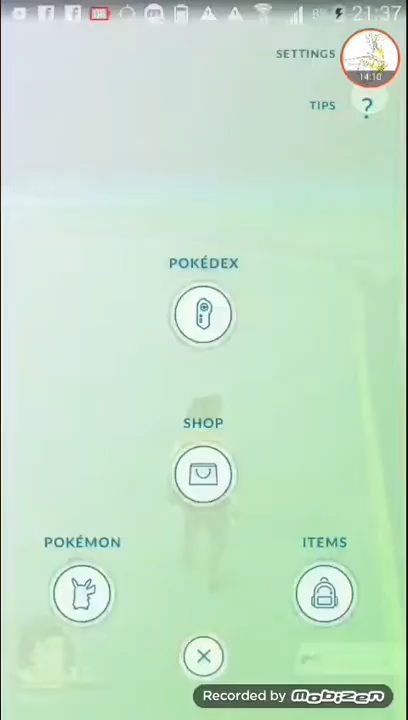 21:37
SETTINGS
14:10
TIPS
?
POKÉDEX
SHOP
POKÉMON
ITEMS
Recorded by mobizen